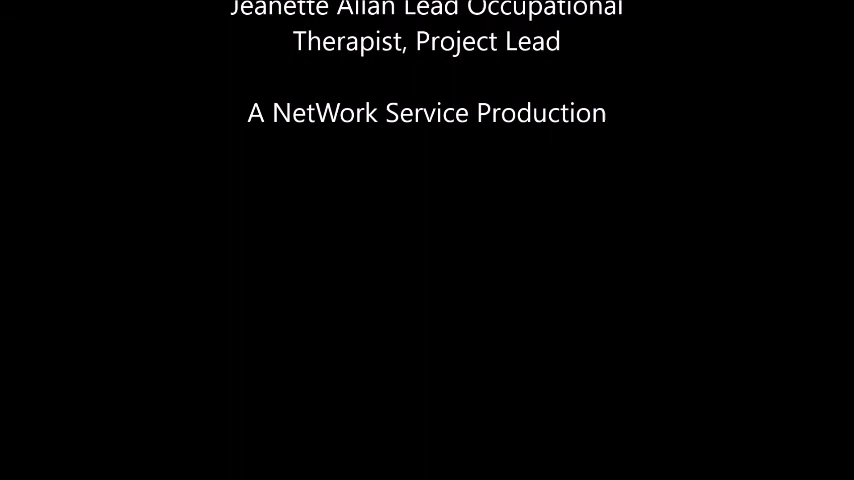 Jeanette Allan Lead Occupational
Therapist, Project Lead
A NetWork Service Production